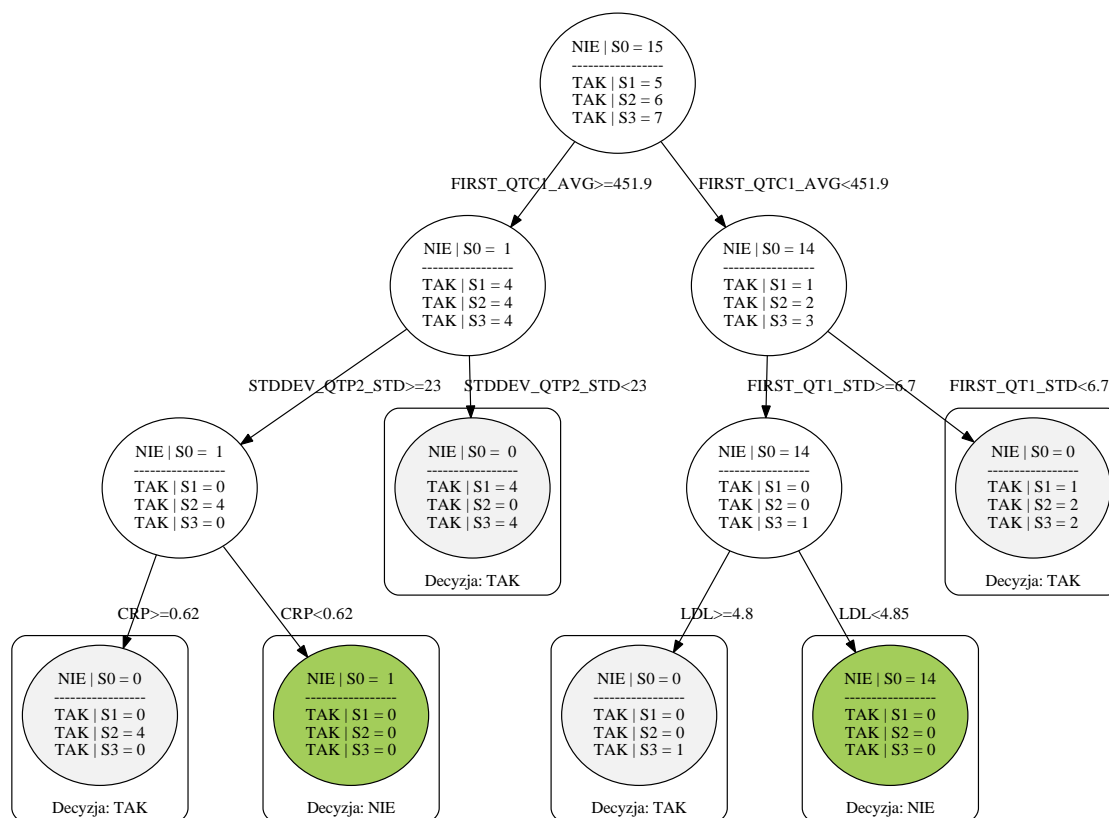 NIE | S0 = 15
-----------------
TAK | S1 = 5
TAK | S2 = 6
TAK | S3 = 7
FIRST_QTC1_AVG>=451.9
FIRST_QTC1_AVG<451.9
NIE | S0 =  1
-----------------
TAK | S1 = 4
TAK | S2 = 4
TAK | S3 = 4
NIE | S0 = 14
-----------------
TAK | S1 = 1
TAK | S2 = 2
TAK | S3 = 3
STDDEV_QTP2_STD>=23
STDDEV_QTP2_STD<23
FIRST_QT1_STD>=6.7
FIRST_QT1_STD<6.7
NIE | S0 =  1
-----------------
TAK | S1 = 0
TAK | S2 = 4
TAK | S3 = 0
NIE | S0 =  0
-----------------
TAK | S1 = 4
TAK | S2 = 0
TAK | S3 = 4
Decyzja: TAK
NIE | S0 = 14
-----------------
TAK | S1 = 0
TAK | S2 = 0
TAK | S3 = 1
NIE | S0 = 0
-----------------
TAK | S1 = 1
TAK | S2 = 2
TAK | S3 = 2
Decyzja: TAK
CRP>=0.62
CRP<0.62
LDL>=4.8
LDL<4.85
NIE | S0 = 0
-----------------
TAK | S1 = 0
TAK | S2 = 4
TAK | S3 = 0
Decyzja: TAK
NIE | S0 =  1
-----------------
TAK | S1 = 0
TAK | S2 = 0
TAK | S3 = 0
Decyzja: NIE
NIE | S0 = 0
-----------------
TAK | S1 = 0
TAK | S2 = 0
TAK | S3 = 1
Decyzja: TAK
NIE | S0 = 14
-----------------
TAK | S1 = 0
TAK | S2 = 0
TAK | S3 = 0
Decyzja: NIE